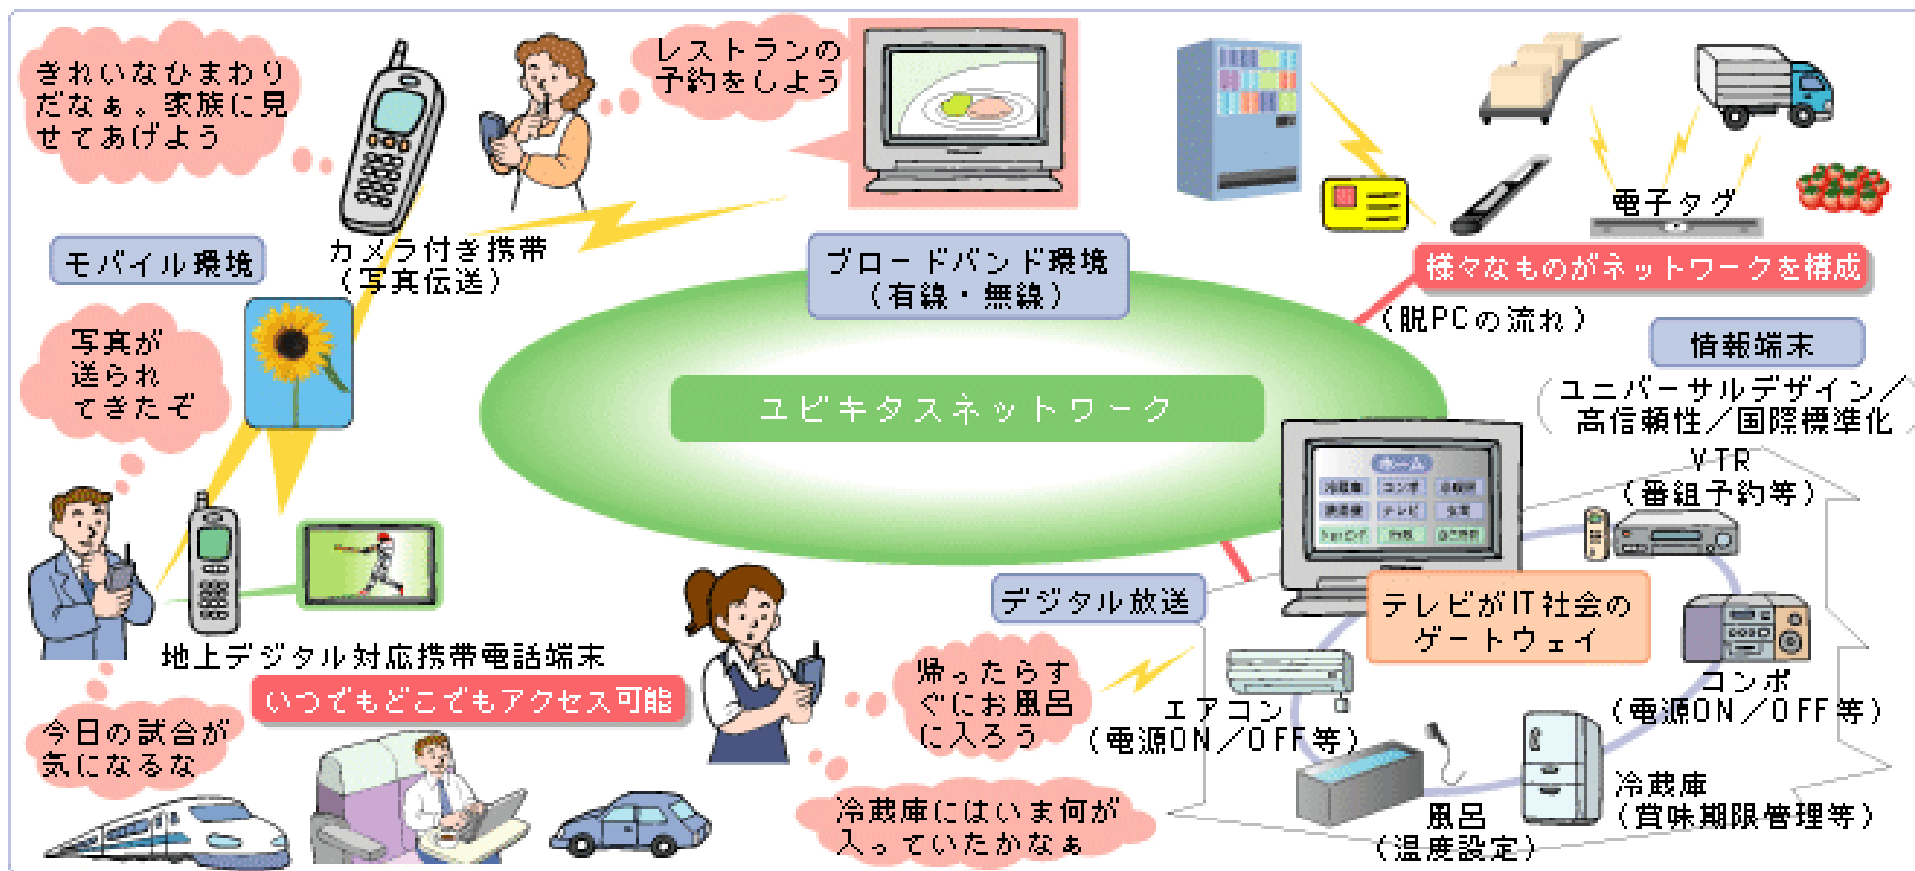 きれいなひまわり
だなぁ。家族に見
せてあげよう
レストランの
予約をしよう
カメラ付き携帯
（写真伝送）
モバイル環境
ブロードバンド環境
（有線・無線）
電子タグ
様々なものがネットワークを構成
（脱PCの流れ）
情報端末
ユニバーサルデザイン／
高信頼性／国際標準化
写真が
送られ
てきたぞ
ユビキタスネットワーク
ホーム
冷蔵庫
コンポ
テレビ
VTR
（番組予約等）
デジタル放送
テレビがIT社会の
ゲートウェイ
地上デジタル対応携帯電話端末
いつでもどこでもアクセス可能
今日の試合が
気になるな
帰ったらす
ぐにお風呂
に入ろう
エアコン
（電源ON／OFF等）
コンポ
（電源ON／OFF等）
冷蔵庫にはいま何が
入っていたかなぁ
風呂
（温度設定）
冷蔵庫
（賞味期限管理等）